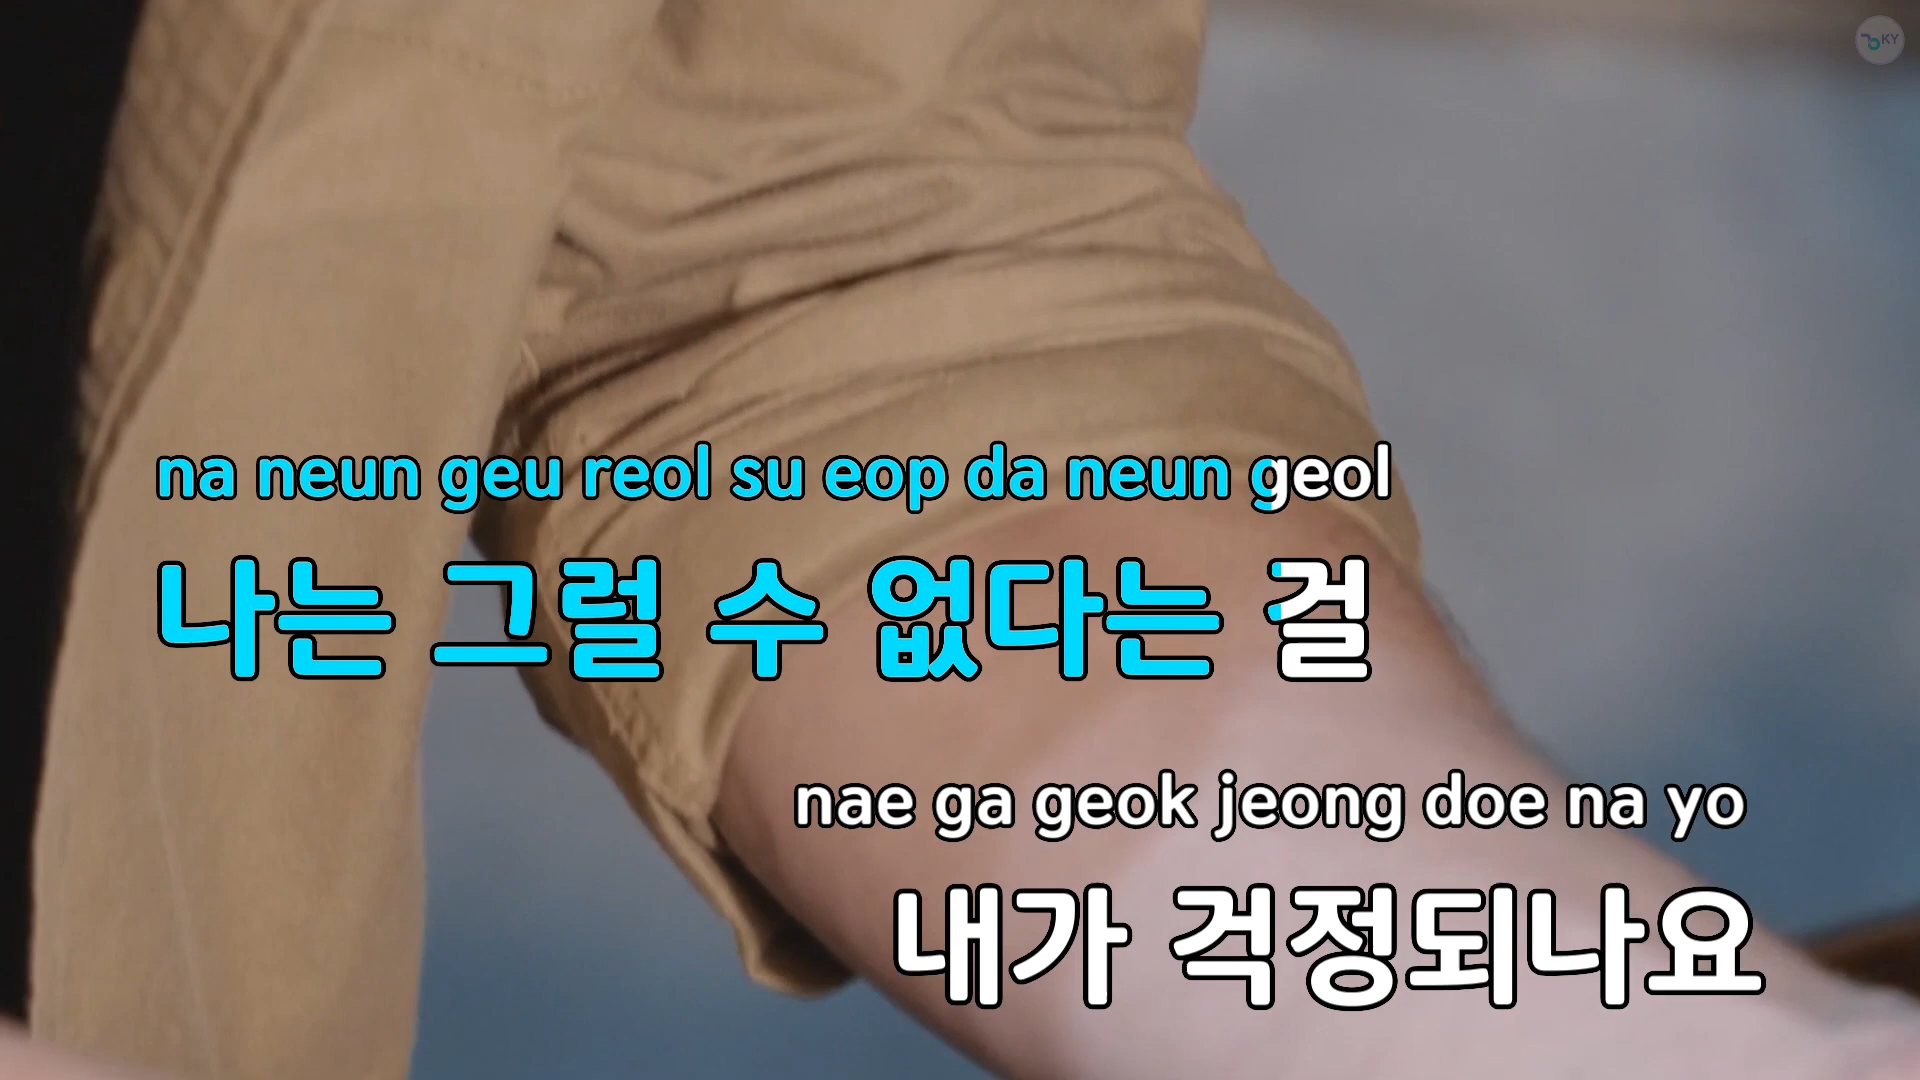 KY
na neun geu reol su eop da neun geol
나는 그럴 수 없다는 걸
nae ga geok jeong doe na yo
내가 걱정되나요